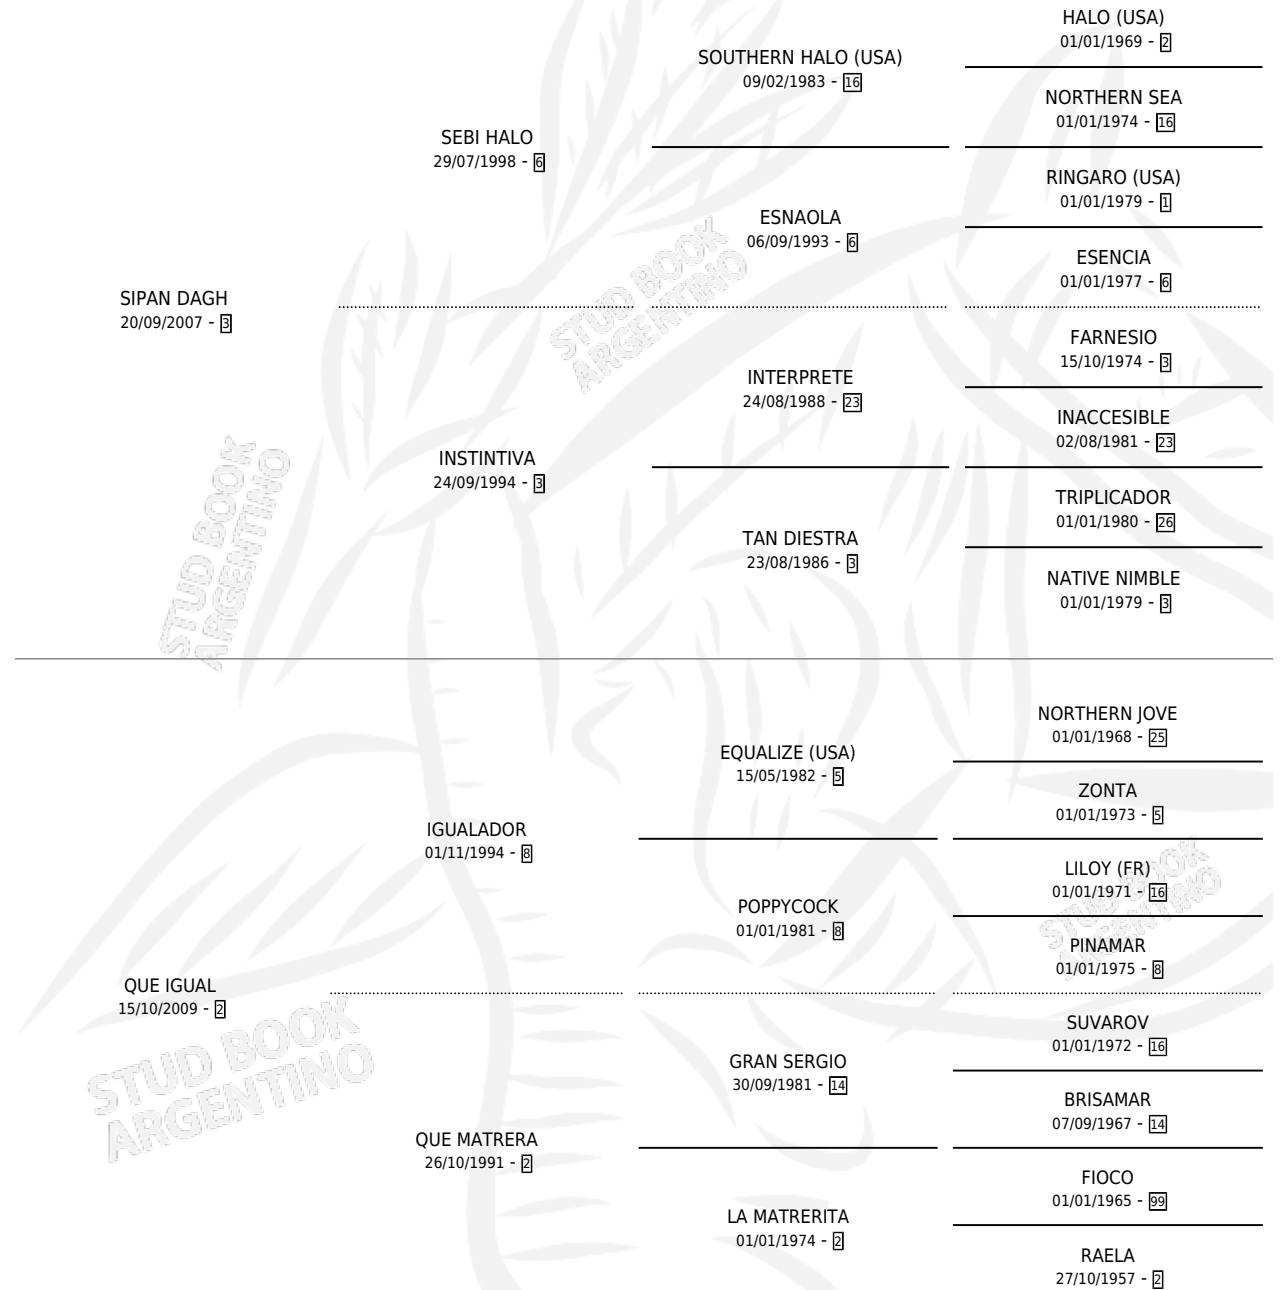 HALO (USA)
01/01/1969 - 2
SOUTHERN HALO (USA)
09/02/1983 - 16
NORTHERN SEA
01/01/1974 - 16
SEBI HALO
29/07/1998 - 6
RINGARO (USA)
01/01/1979 - 1
ESNAOLA
06/09/1993 - 6
ESENCIA
01/01/1977 - 6
SIPAN DAGH
20/09/2007 - 3
FARNESIO
15/10/1974 - 3
INTERPRETE
24/08/1988 - 23
INACCESIBLE
02/08/1981 - 23
INSTINTIVA
24/09/1994 - 3
TRIPLICADOR
01/01/1980 - 26
TAN DIESTRA
23/08/1986 - 3
NATIVE NIMBLE
01/01/1979 - 3
NORTHERN JOVE
01/01/1968 - 25
EQUALIZE (USA)
15/05/1982 - 5
ZONTA
01/01/1973 - 5
IGUALADOR
01/11/1994 - 8
LILOY (FR)
01/01/1971 - 16
POPPYCOCK
01/01/1981 - 8
PINAMAR
01/01/1975 - 8
QUE IGUAL
15/10/2009 - 2
SUVAROV
01/01/1972 - 16
GRAN SERGIO
30/09/1981 - 14
BRISAMAR
07/09/1967 - 14
QUE MATRERA
26/10/1991 - 2
FIOCO
01/01/1965 - 99
LA MATRERITA
01/01/1974 - 2
RAELA
27/10/1957 - 2
STUD BOOK
ARGENTINO
STUD BOOK
ARGENTINO
STUD BOOK
ARGENTINO
STUD BOOK
ARGENTINO